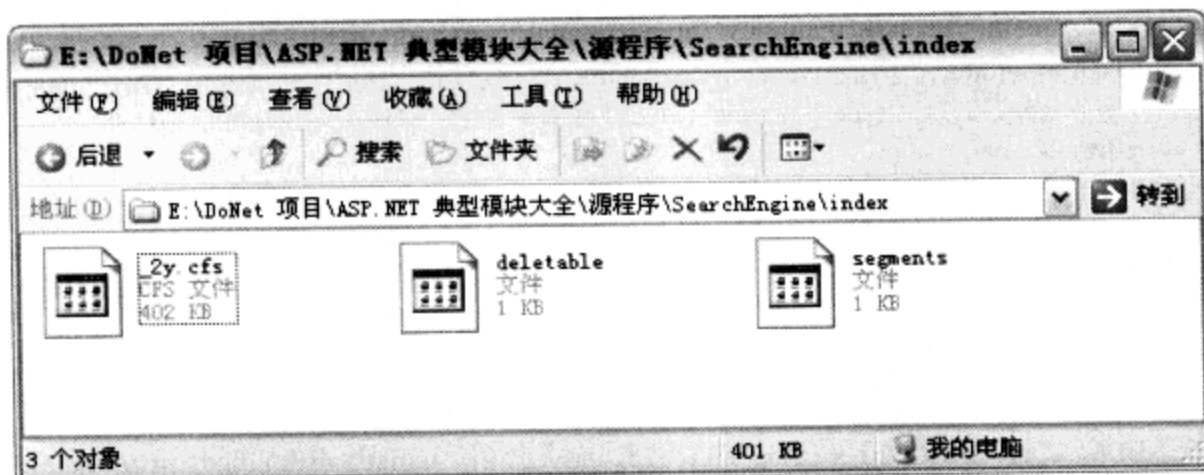 E:\DoNet 项目\ASP.NET 典型模块大全\源程序\SearchEngine\index
文件(F) 编辑(E) 查看(V) 收藏(A) 工具(T) 帮助(H)
后退 搜索 文件夹
地址(D) E:\DoNet 项目\ASP.NET 典型模块大全\源程序\SearchEngine\index 转到
_2y.cfs
CFS 文件
402 KB
deletable
文件
1 KB
segments
文件
1 KB
3 个对象 401 KB 我的电脑